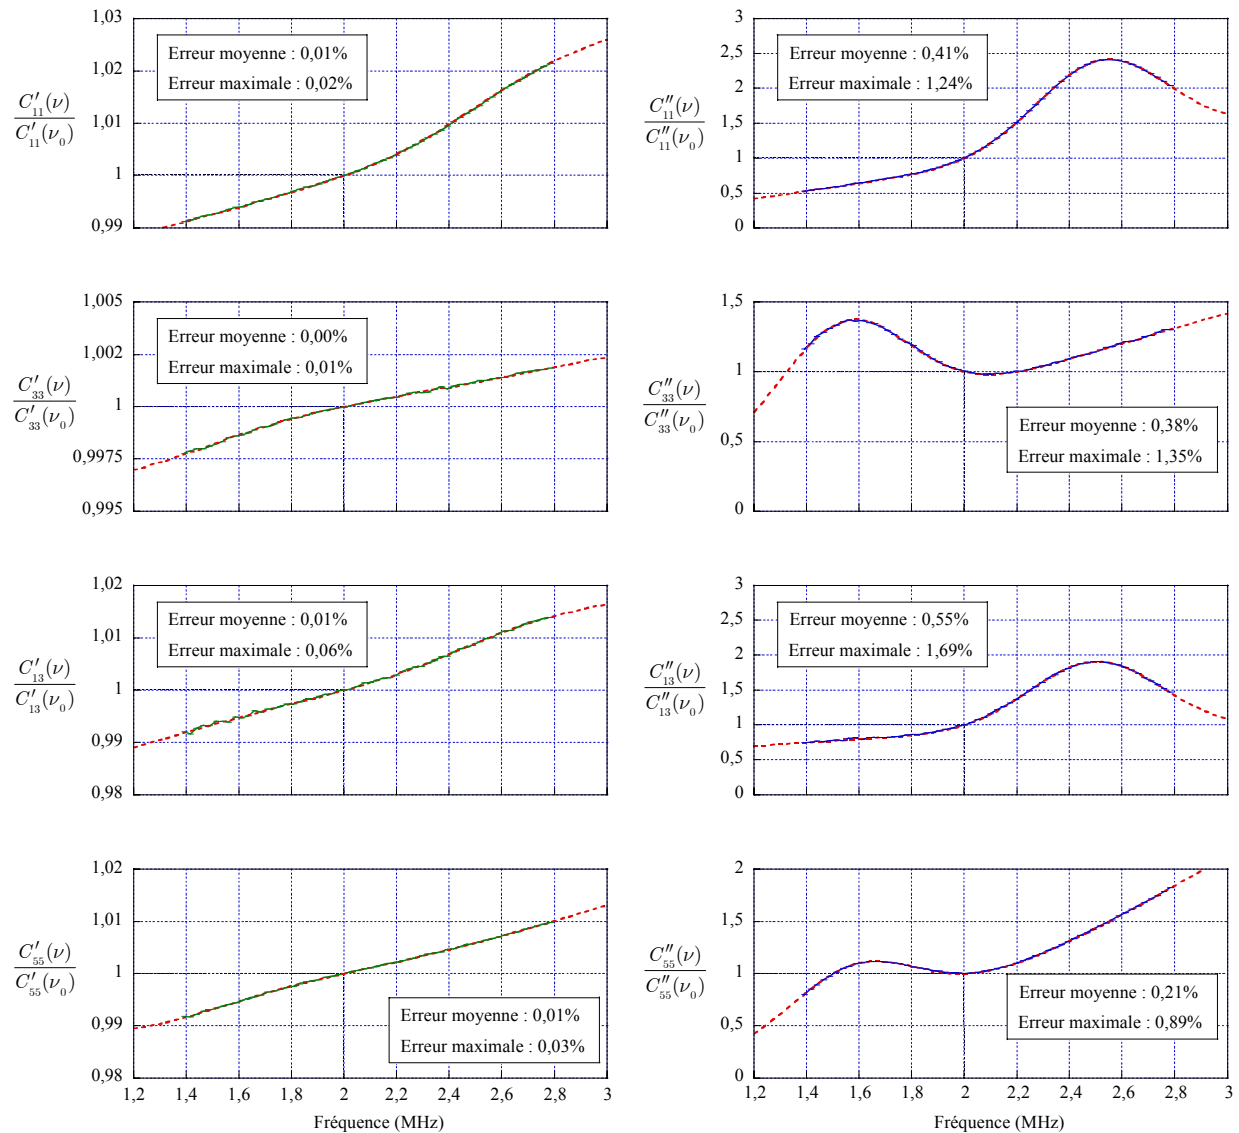 1,03
1,02
1,01
1
0,99
C′₁₁(ν)
C′₁₁(ν₀)
Erreur moyenne : 0,01%
Erreur maximale : 0,02%
3
2,5
2
1,5
1
0,5
0
C″₁₁(ν)
C″₁₁(ν₀)
Erreur moyenne : 0,41%
Erreur maximale : 1,24%
1,005
1,002
1
0,9975
0,995
C′₃₃(ν)
C′₃₃(ν₀)
Erreur moyenne : 0,00%
Erreur maximale : 0,01%
1,5
1
0,5
0
C″₃₃(ν)
C″₃₃(ν₀)
Erreur moyenne : 0,38%
Erreur maximale : 1,35%
1,02
1,01
1
0,99
0,98
C′₁₃(ν)
C′₁₃(ν₀)
Erreur moyenne : 0,01%
Erreur maximale : 0,06%
3
2,5
2
1,5
1
0,5
0
C″₁₃(ν)
C″₁₃(ν₀)
Erreur moyenne : 0,55%
Erreur maximale : 1,69%
1,02
1,01
1
0,99
0,98
C′₅₅(ν)
C′₅₅(ν₀)
Erreur moyenne : 0,01%
Erreur maximale : 0,03%
1,2 1,4 1,6 1,8 2 2,2 2,4 2,6 2,8 3
Fréquence (MHz)
2
1,5
1
0,5
0
C″₅₅(ν)
C″₅₅(ν₀)
Erreur moyenne : 0,21%
Erreur maximale : 0,89%
1,2 1,4 1,6 1,8 2 2,2 2,4 2,6 2,8 3
Fréquence (MHz)